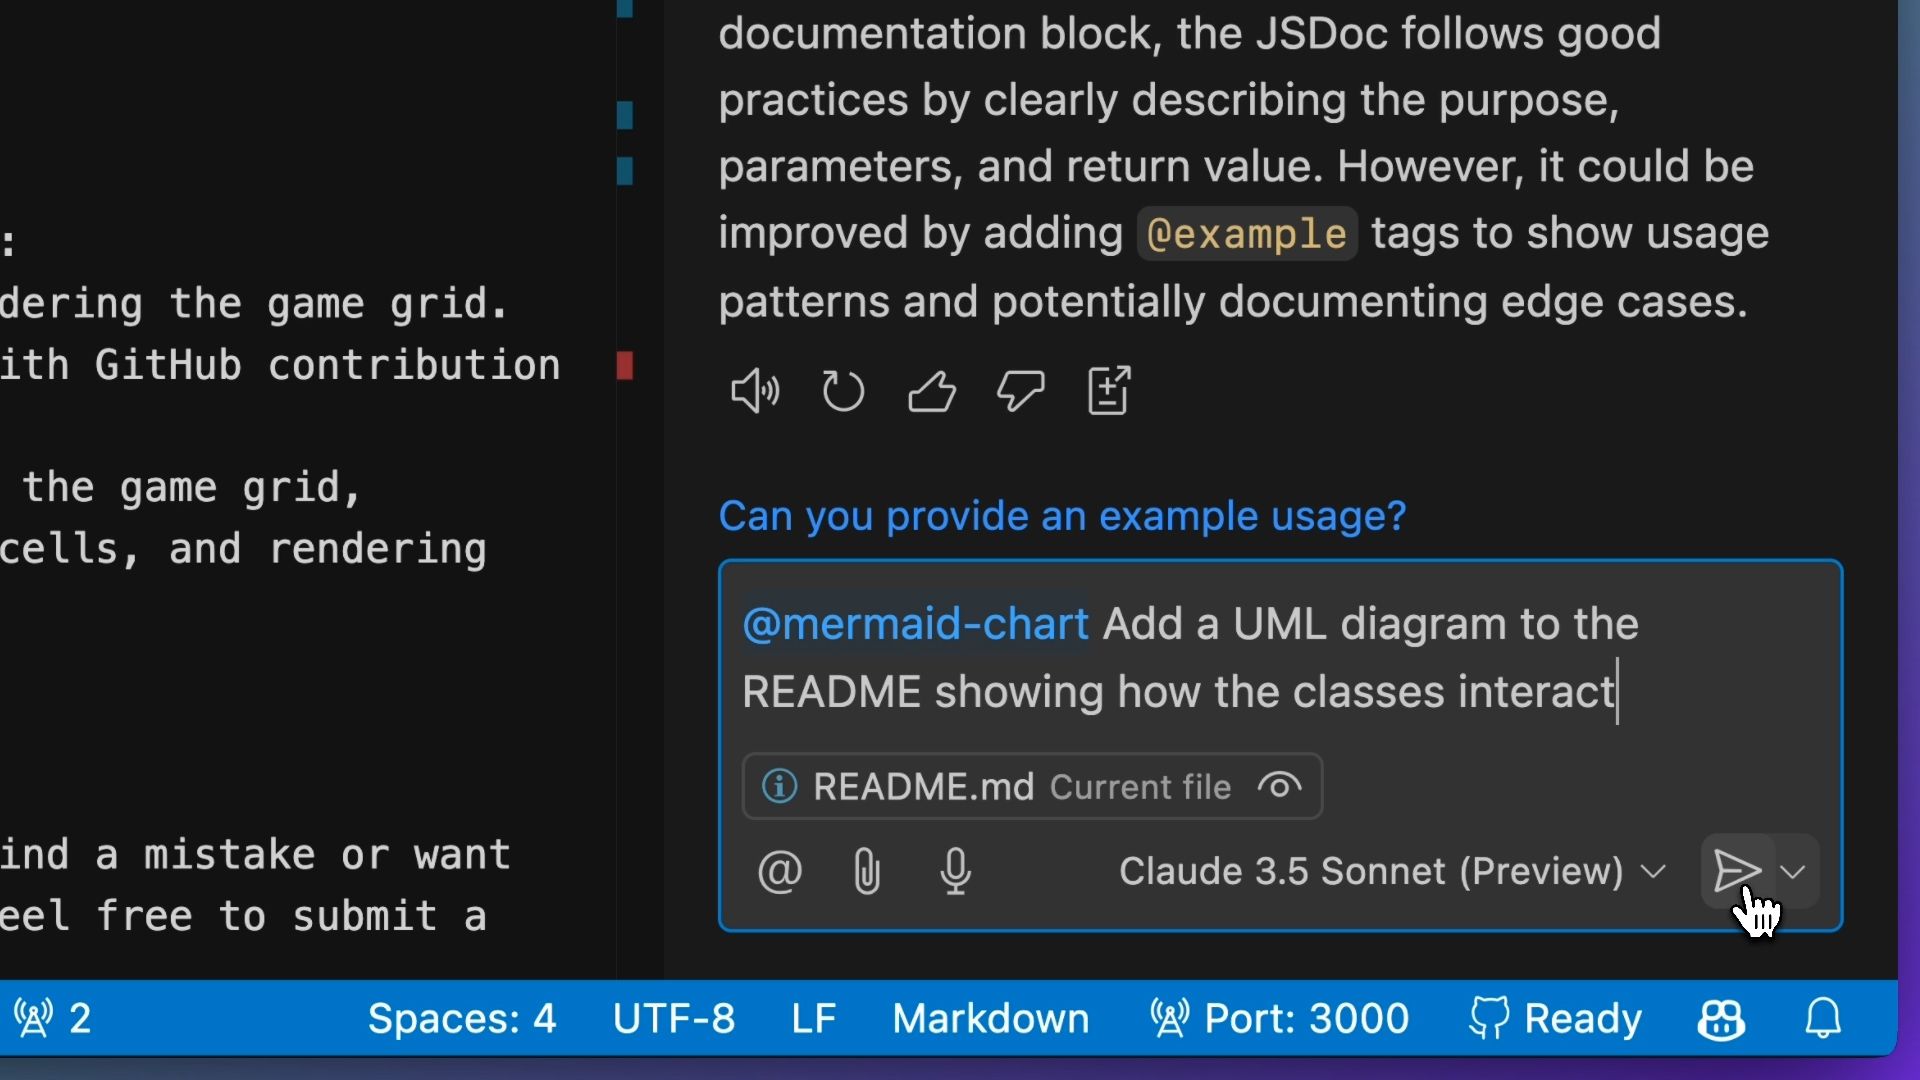 :
dering the game grid.
ith GitHub contribution
the game grid,
cells, and rendering
ind a mistake or want
eel free to submit a
documentation block, the JSDoc follows good
practices by clearly describing the purpose,
parameters, and return value. However, it could be
improved by adding @example tags to show usage
patterns and potentially documenting edge cases.
Can you provide an example usage?
@mermaid-chart Add a UML diagram to the
README showing how the classes interact
README.md Current file
Claude 3.5 Sonnet (Preview)
2 Spaces: 4 UTF-8 LF Markdown Port: 3000 Ready